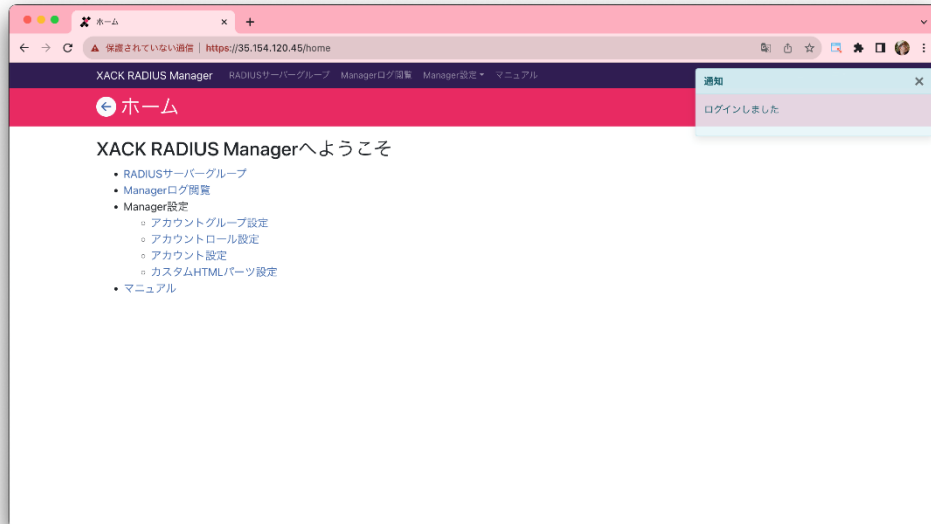 ホーム
保護されていない通信 | https://35.154.120.45/home
XACK RADIUS Manager RADIUSサーバーグループ Managerログ閲覧 Manager設定 マニュアル
ホーム
通知
ログインしました
XACK RADIUS Managerへようこそ
RADIUSサーバーグループ
Managerログ閲覧
Manager設定
アカウントグループ設定
アカウントロール設定
アカウント設定
カスタムHTMLパーツ設定
マニュアル